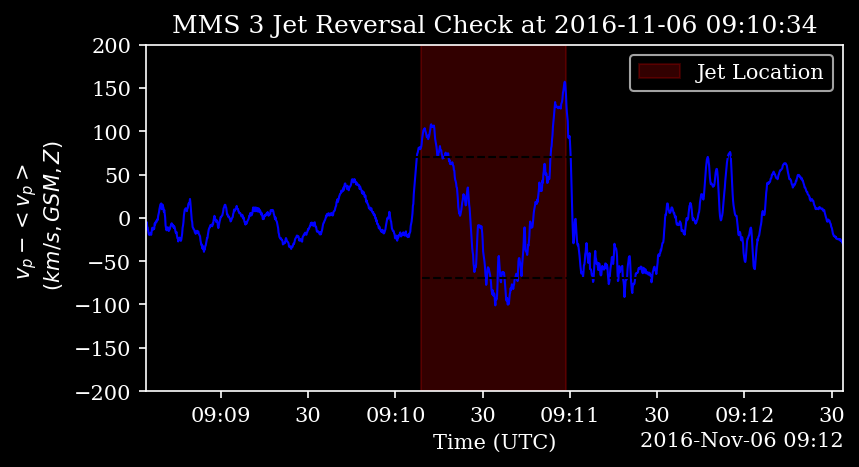 MMS 3 Jet Reversal Check at 2016-11-06 09:10:34
200
150
100
50
0
−50
−100
−150
−200
v_p − < v_p >
(km/s, GSM, Z)
Jet Location
09:09 30 09:10 30 09:11 30 09:12 30
Time (UTC)
2016-Nov-06 09:12